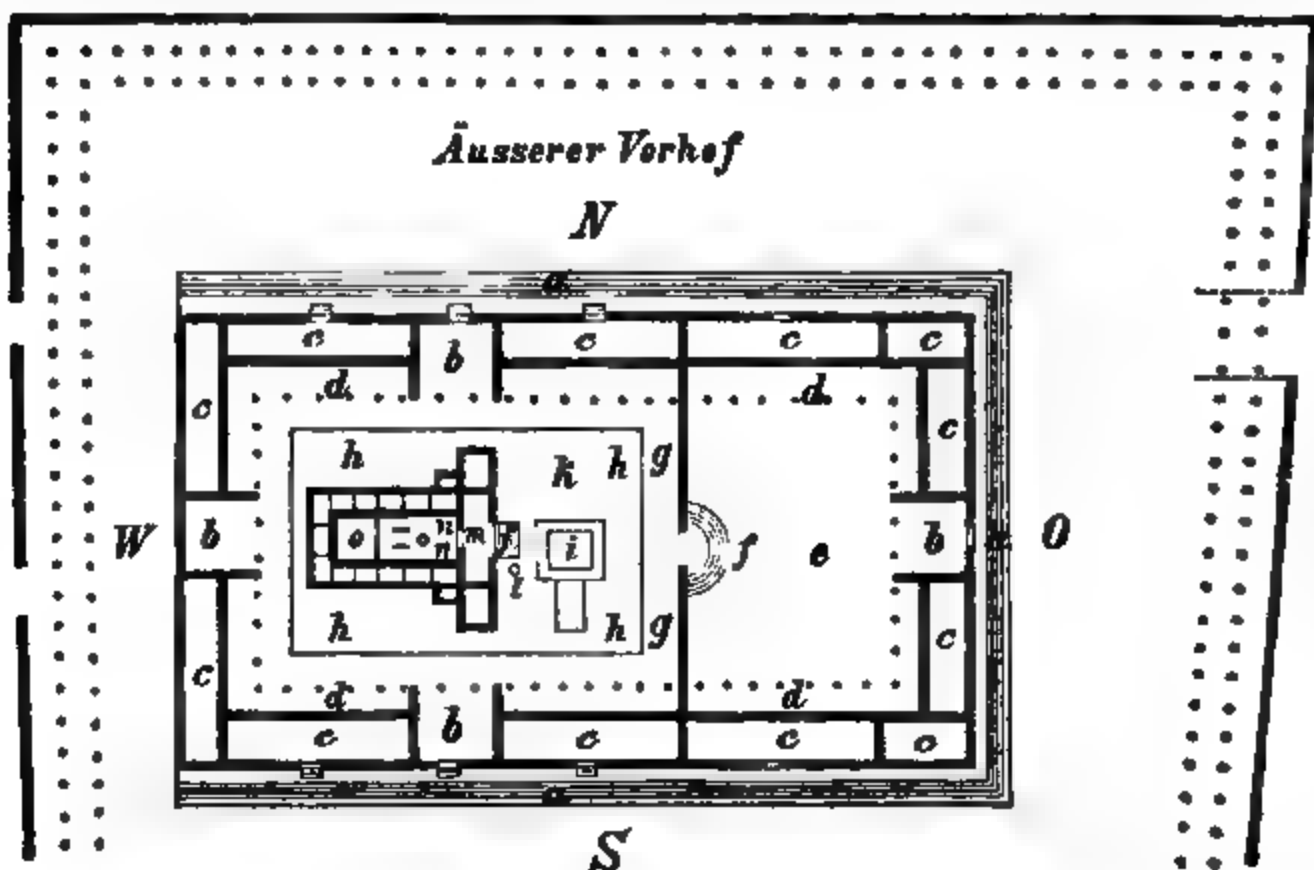 Äusserer Vorhof
N
a
c b c c c
d d
c c
h k h g
W b o n m i f e b O
n l
h h g
c c
d d
c b c c c
a
S